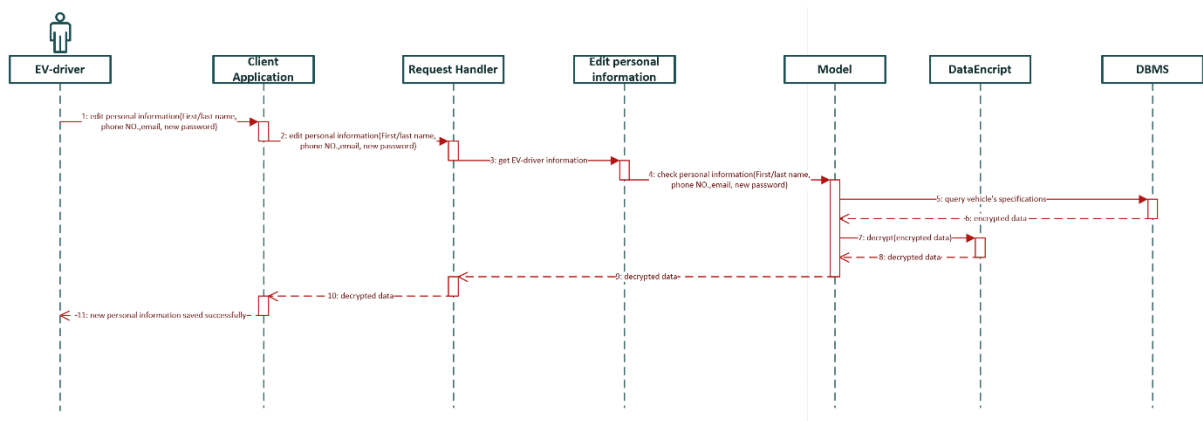 EV-driver
Client
Application
Request Handler
Edit personal
information
Model
DataEncript
DBMS
1: edit personal information(First/last name,
phone NO.,email, new password)
2: edit personal information(First/last name,
phone NO.,email, new password)
3: get EV-driver information
4: check personal information(First/last name,
phone NO.,email, new password)
5: query vehicle's specifications
6: encrypted data
7: decrypt(encrypted data)
8: decrypted data
9: decrypted data
10: decrypted data
11: new personal information saved successfully